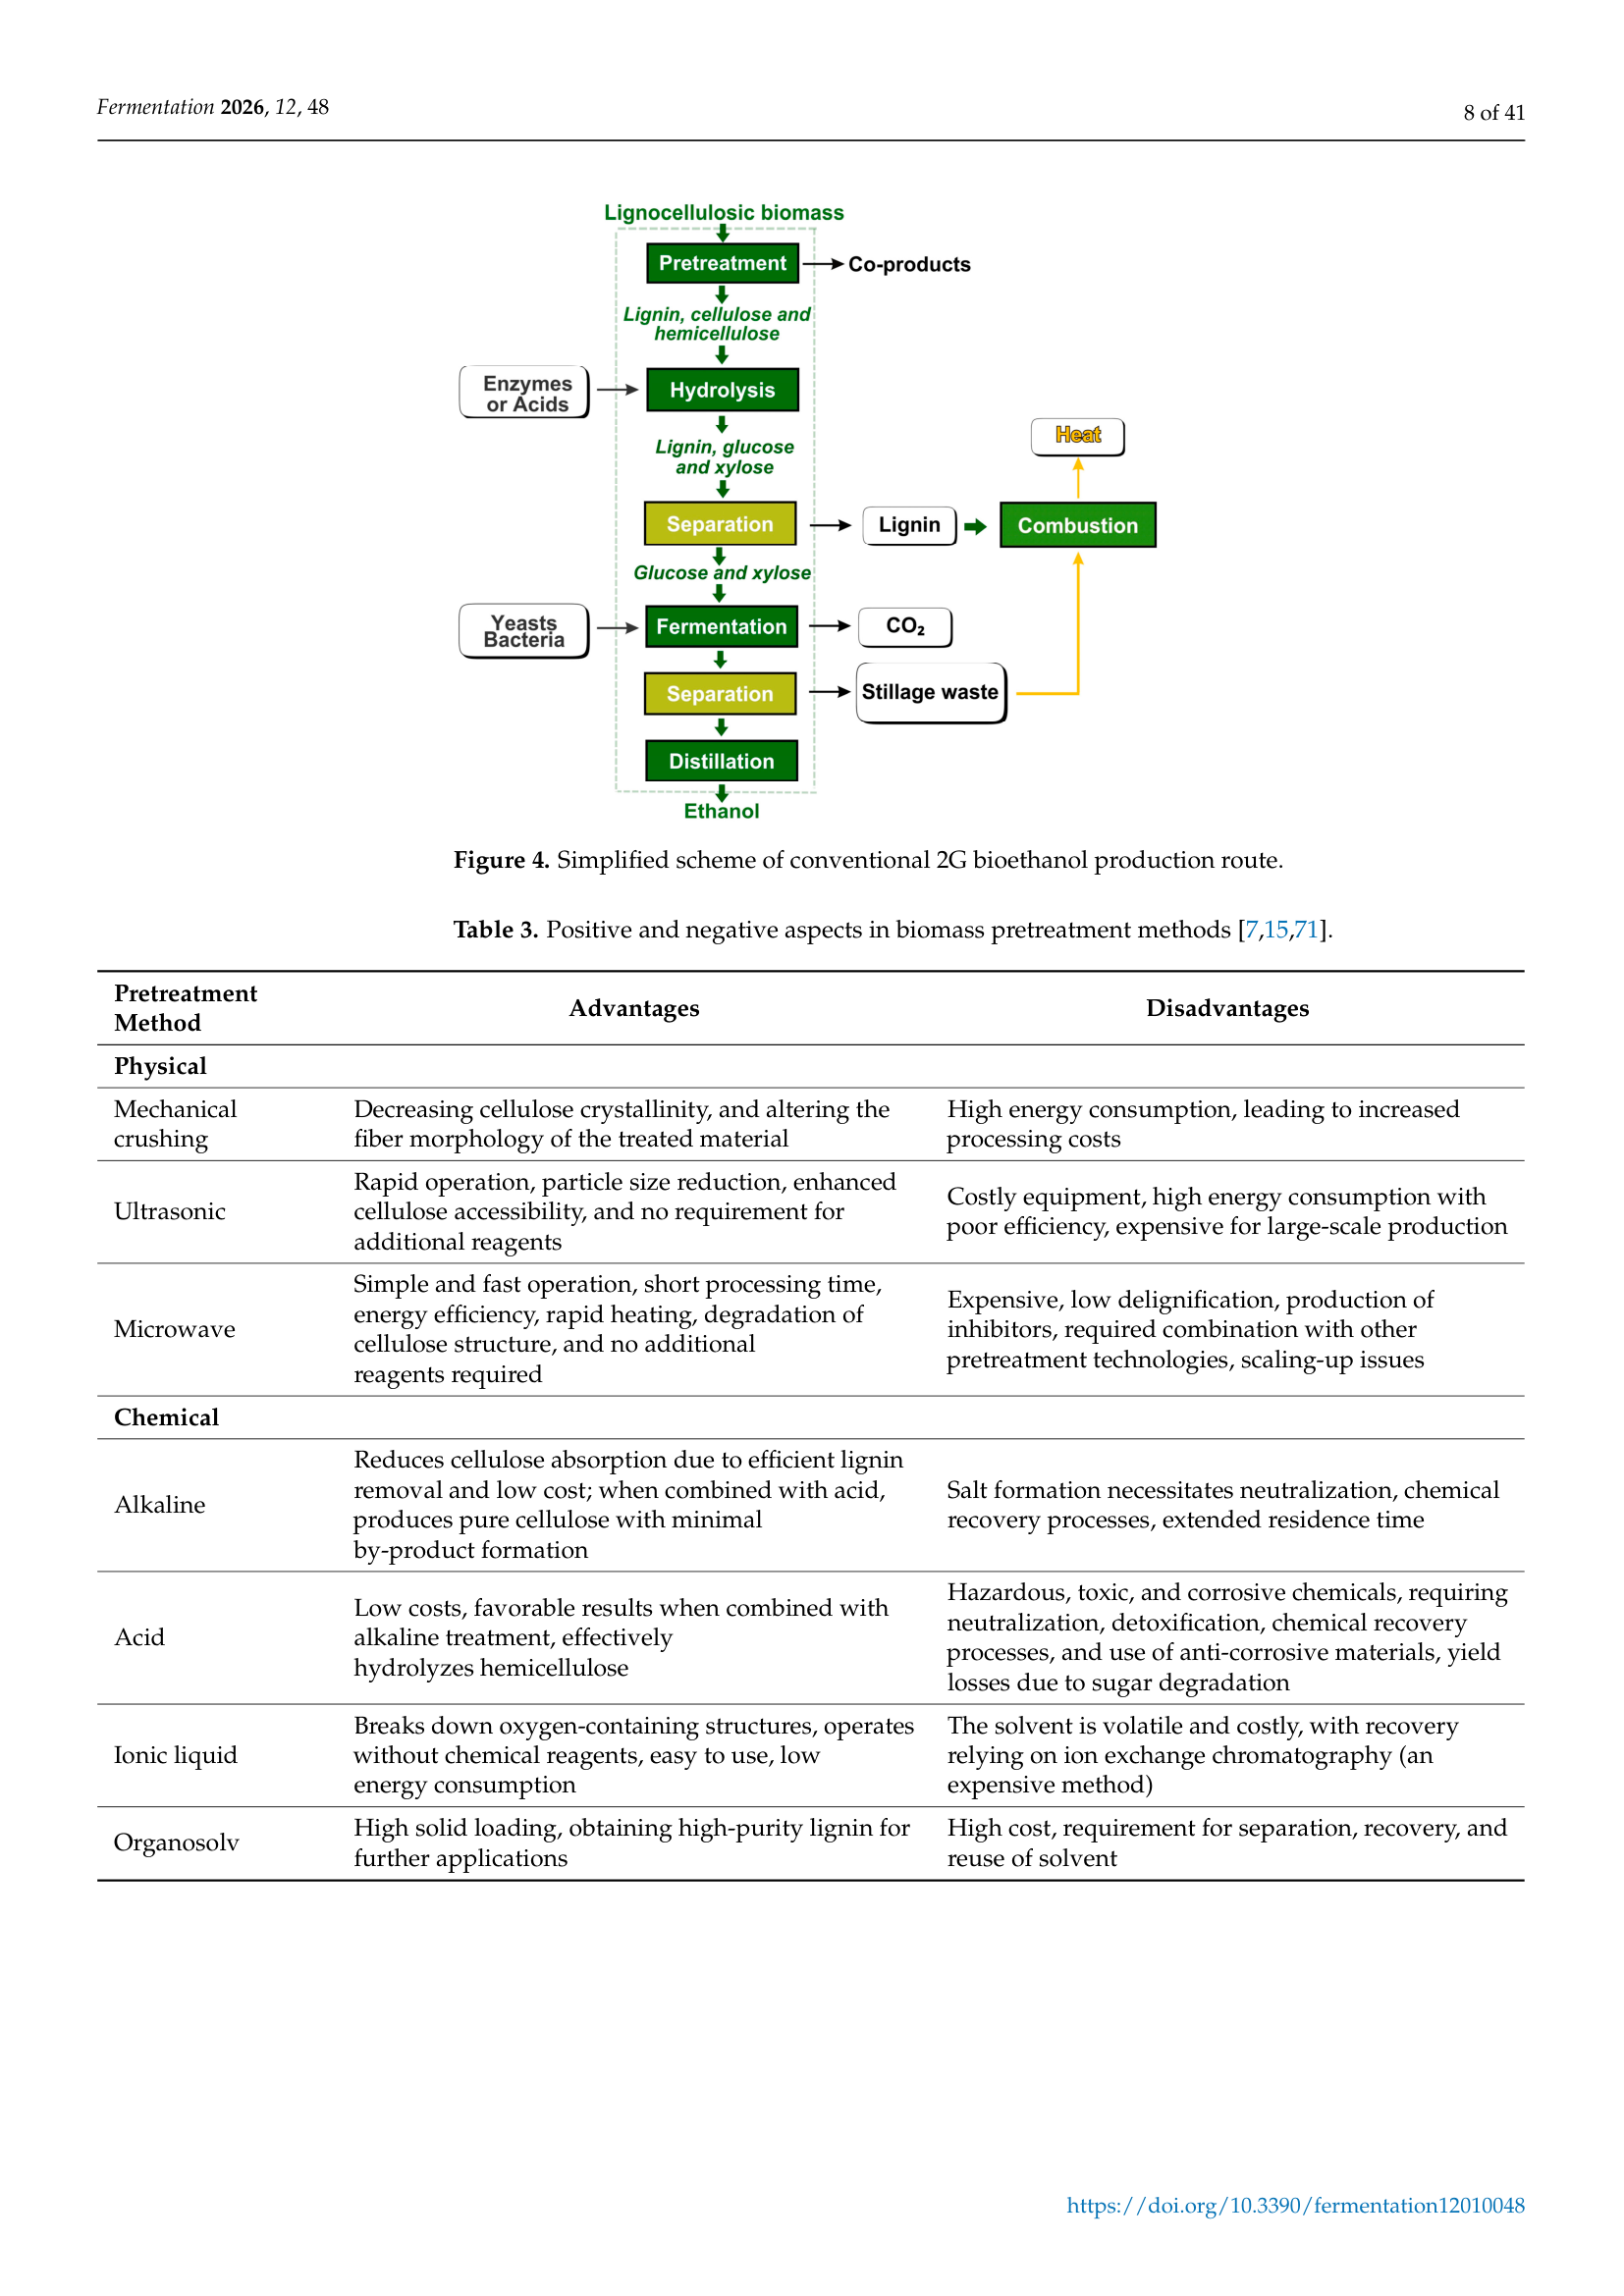 Fermentation 2026, 12, 48
8 of 41
Lignocellulosic biomass
Pretreatment
Co-products
Lignin, cellulose and
hemicellulose
Enzymes
or Acids
Hydrolysis
Lignin, glucose
and xylose
Heat
Separation
Lignin
Combustion
Glucose and xylose
Yeasts
Bacteria
Fermentation
CO₂
Separation
Stillage waste
Distillation
Ethanol
Figure 4. Simplified scheme of conventional 2G bioethanol production route.
Table 3. Positive and negative aspects in biomass pretreatment methods [7,15,71].
Pretreatment
Method
Advantages
Disadvantages
Physical
Mechanical
crushing
Decreasing cellulose crystallinity, and altering the
fiber morphology of the treated material
High energy consumption, leading to increased
processing costs
Ultrasonic
Rapid operation, particle size reduction, enhanced
cellulose accessibility, and no requirement for
additional reagents
Costly equipment, high energy consumption with
poor efficiency, expensive for large-scale production
Microwave
Simple and fast operation, short processing time,
energy efficiency, rapid heating, degradation of
cellulose structure, and no additional
reagents required
Expensive, low delignification, production of
inhibitors, required combination with other
pretreatment technologies, scaling-up issues
Chemical
Alkaline
Reduces cellulose absorption due to efficient lignin
removal and low cost; when combined with acid,
produces pure cellulose with minimal
by-product formation
Salt formation necessitates neutralization, chemical
recovery processes, extended residence time
Acid
Low costs, favorable results when combined with
alkaline treatment, effectively
hydrolyzes hemicellulose
Hazardous, toxic, and corrosive chemicals, requiring
neutralization, detoxification, chemical recovery
processes, and use of anti-corrosive materials, yield
losses due to sugar degradation
Ionic liquid
Breaks down oxygen-containing structures, operates
without chemical reagents, easy to use, low
energy consumption
The solvent is volatile and costly, with recovery
relying on ion exchange chromatography (an
expensive method)
Organosolv
High solid loading, obtaining high-purity lignin for
further applications
High cost, requirement for separation, recovery, and
reuse of solvent
https://doi.org/10.3390/fermentation12010048